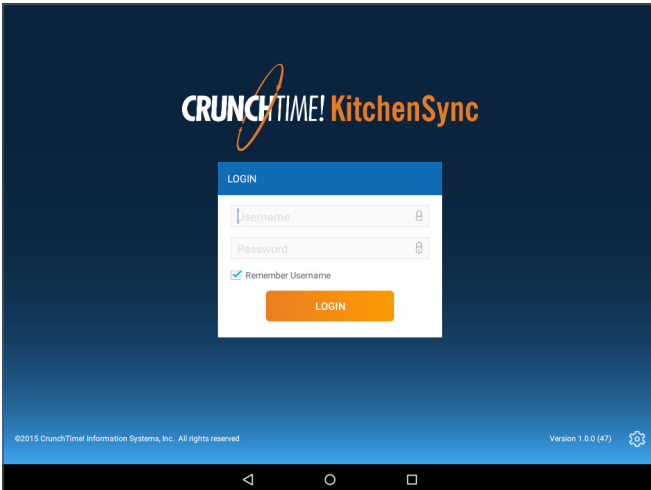 CRUNCHTIME! KitchenSync
LOGIN
Username
Password
Remember Username
LOGIN
©2015 CrunchTime! Information Systems, Inc. All rights reserved
Version 1.0.0 (47)